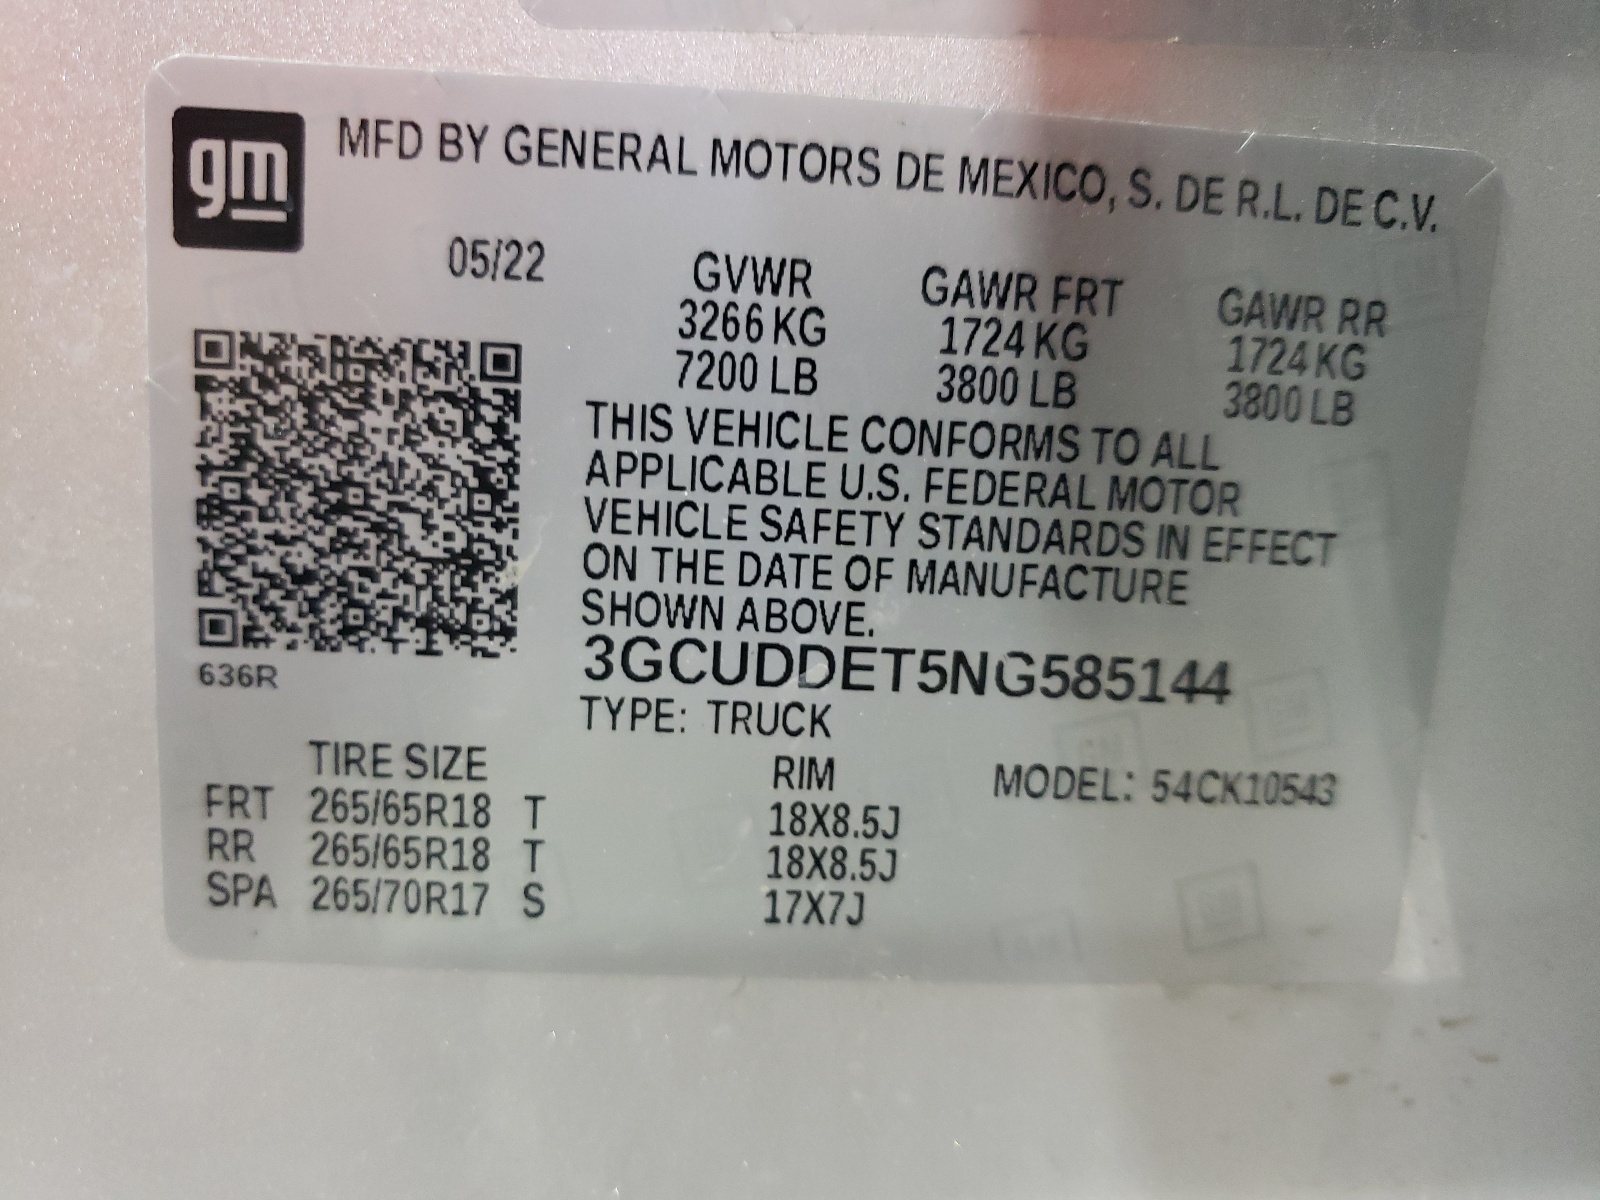 gm
MFD BY GENERAL MOTORS DE MEXICO, S. DE R.L. DE C.V.
05/22
GVWR GAWR FRT GAWR RR
3266 KG 1724 KG 1724 KG
7200 LB 3800 LB 3800 LB
THIS VEHICLE CONFORMS TO ALL
APPLICABLE U.S. FEDERAL MOTOR
VEHICLE SAFETY STANDARDS IN EFFECT
ON THE DATE OF MANUFACTURE
SHOWN ABOVE.
636R
3GCUDDET5NG585144
TYPE: TRUCK
TIRE SIZE RIM MODEL: 54CK10543
FRT 265/65R18 T 18X8.5J
RR 265/65R18 T 18X8.5J
SPA 265/70R17 S 17X7J